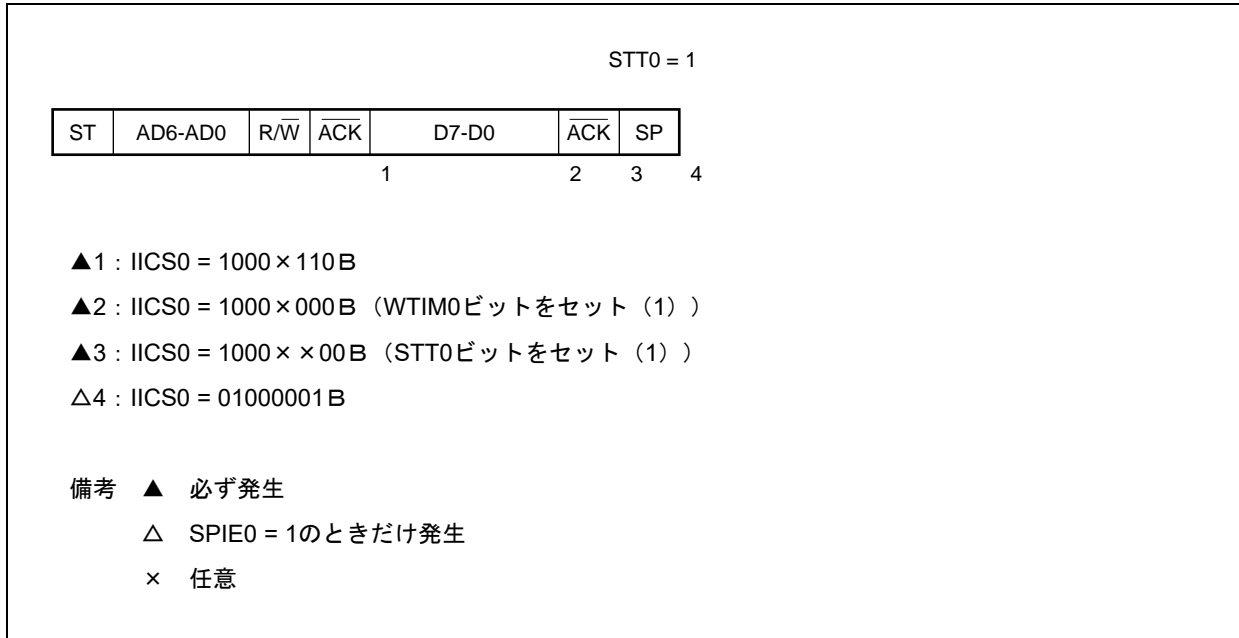 STT0 = 1
ST AD6-AD0 R/W̅ A̅C̅K̅ D7-D0 A̅C̅K̅ SP
1 2 3 4
▲1：IICS0 = 1000×110B
▲2：IICS0 = 1000×000B（WTIM0ビットをセット（1））
▲3：IICS0 = 1000××00B（STT0ビットをセット（1））
△4：IICS0 = 01000001B
備考 ▲ 必ず発生
△ SPIE0 = 1のときだけ発生
× 任意